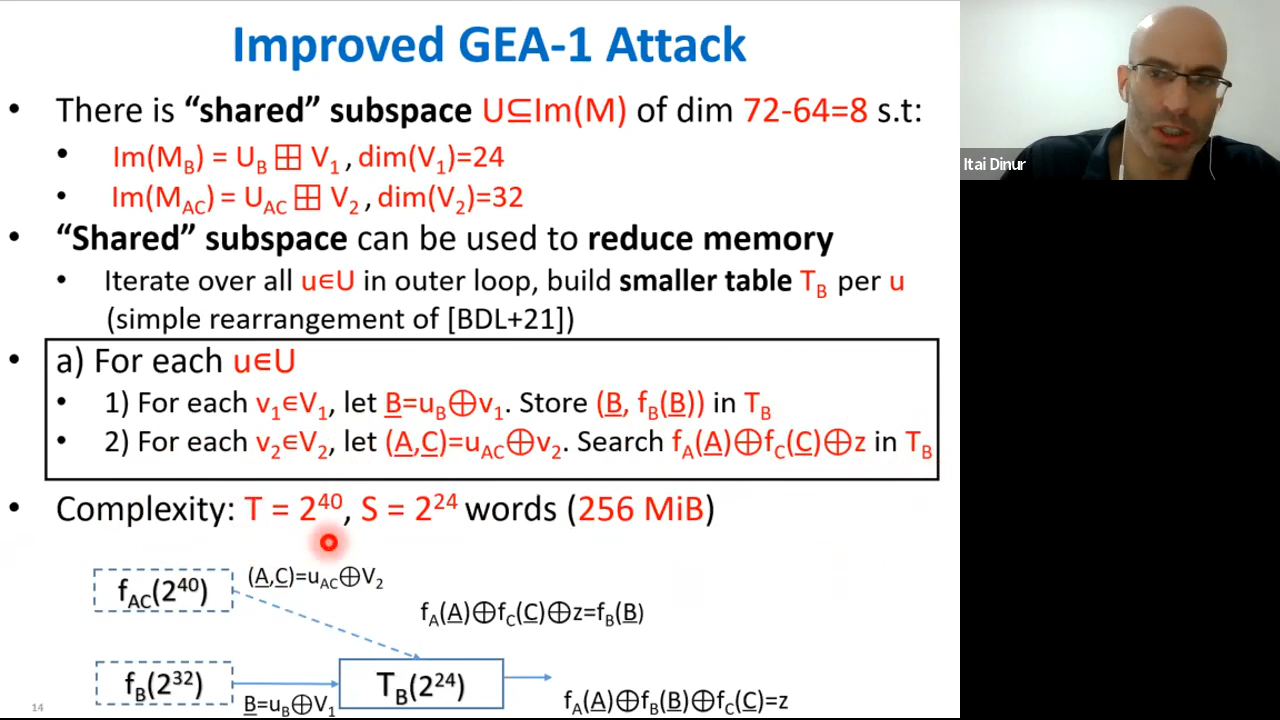 Improved GEA-1 Attack
• There is “shared” subspace U⊆Im(M) of dim 72-64=8 s.t:
• Im(M_B) = U_B ⊞ V_1 , dim(V_1)=24
• Im(M_AC) = U_AC ⊞ V_2 , dim(V_2)=32
• “Shared” subspace can be used to reduce memory
• Iterate over all u∈U in outer loop, build smaller table T_B per u
(simple rearrangement of [BDL+21])
• a) For each u∈U
• 1) For each v_1∈V_1, let B=u_B⊕v_1. Store (B, f_B(B)) in T_B
• 2) For each v_2∈V_2, let (A,C)=u_AC⊕v_2. Search f_A(A)⊕f_C(C)⊕z in T_B
• Complexity: T = 2^40, S = 2^24 words (256 MiB)
f_AC(2^40)
(A,C)=u_AC⊕V_2
f_A(A)⊕f_C(C)⊕z=f_B(B)
f_B(2^32)
B=u_B⊕V_1
T_B(2^24)
f_A(A)⊕f_B(B)⊕f_C(C)=z
14
Itai Dinur